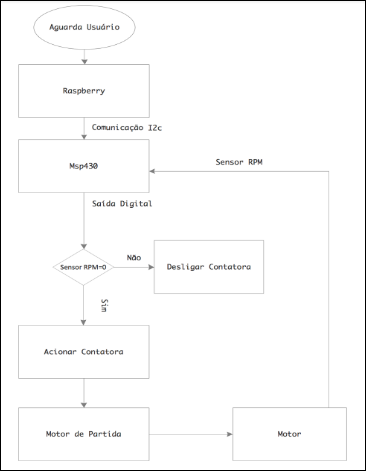 Aguarda Usuário
Raspberry
Comunicação I2c
Msp430
Sensor RPM
Saída Digital
Sensor RPM=0
Não
Desligar Contatora
Sim
Acionar Contatora
Motor de Partida
Motor